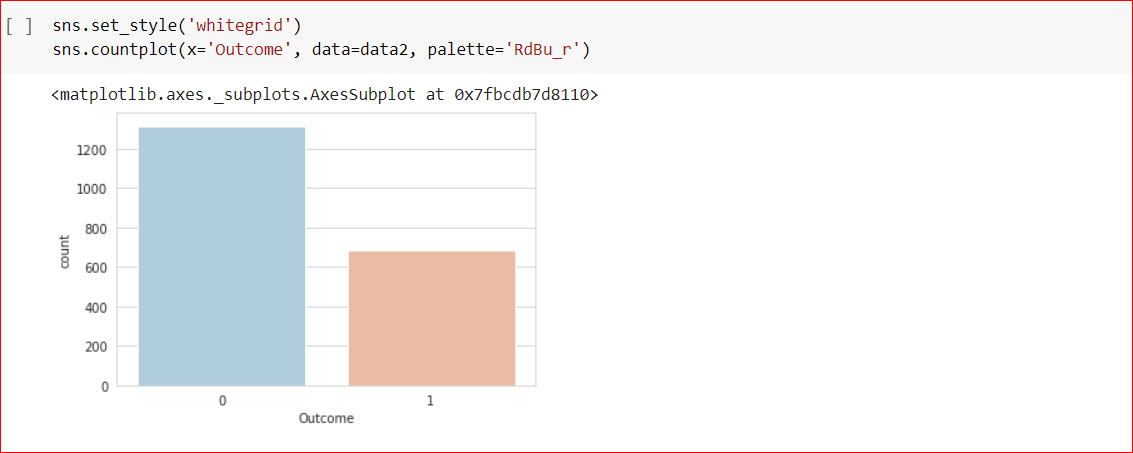 [ ] sns.set_style('whitegrid')
sns.countplot(x='Outcome', data=data2, palette='RdBu_r')
<matplotlib.axes._subplots.AxesSubplot at 0x7fbcdb7d8110>
1200
1000
800
600
400
200
0
count
0 1
Outcome